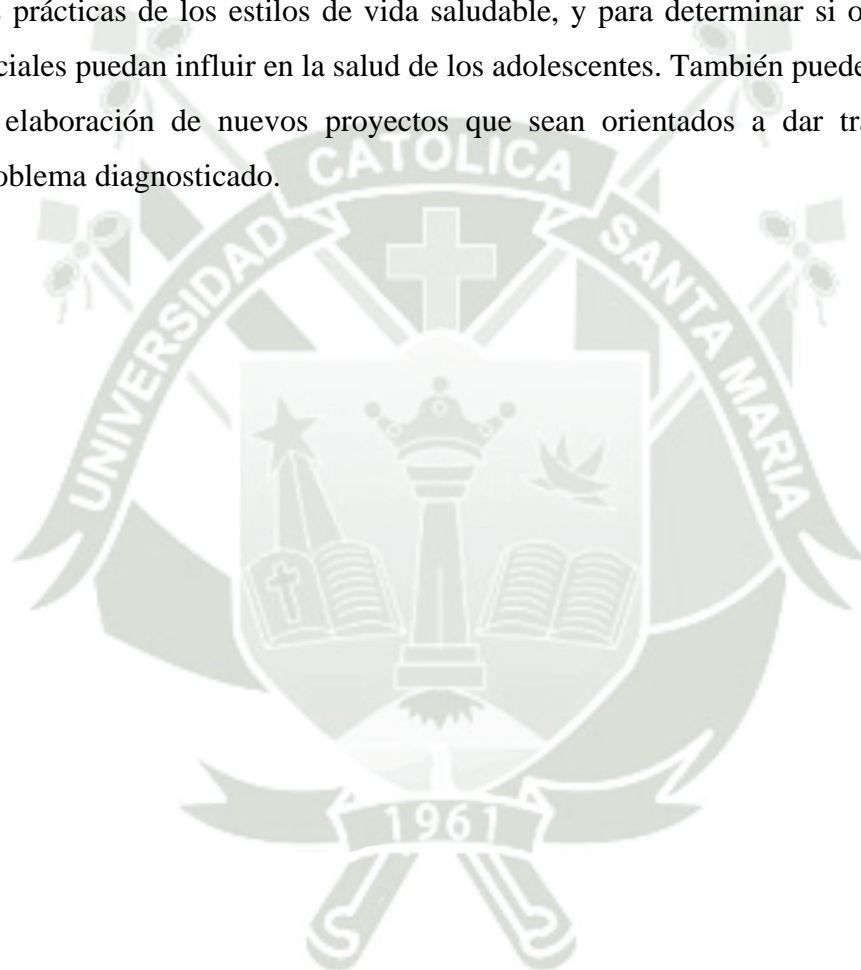 prácticas de los estilos de vida saludable, y para determinar si o
ciales puedan influir en la salud de los adolescentes. También puede
elaboración de nuevos proyectos que sean orientados a dar tra
oblema diagnosticado.
UNIVERSIDAD CATOLICA SANTA MARIA
1961